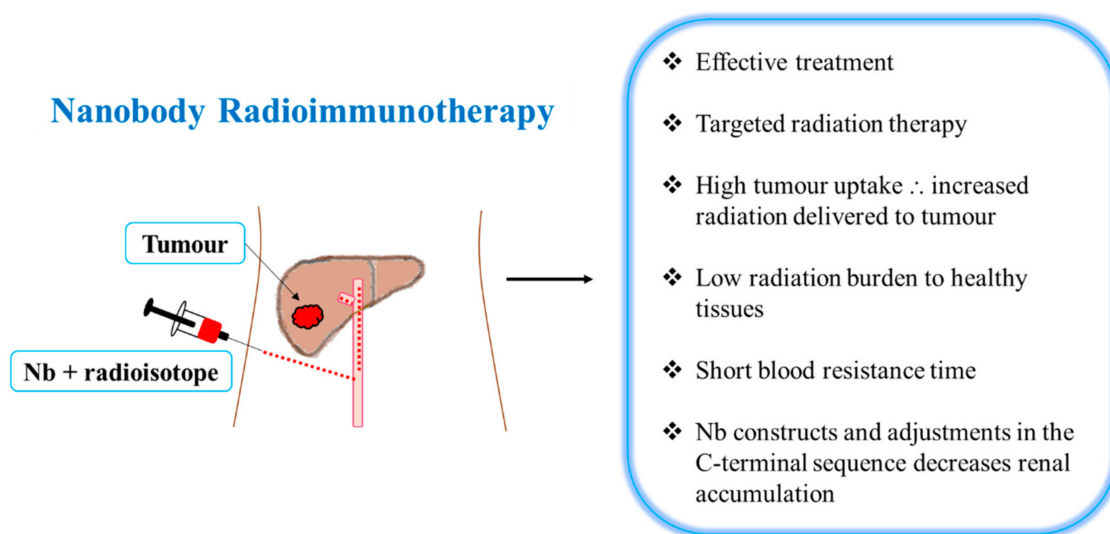 Nanobody Radioimmunotherapy
Tumour
Nb + radioisotope
❖ Effective treatment
❖ Targeted radiation therapy
❖ High tumour uptake ∴ increased
radiation delivered to tumour
❖ Low radiation burden to healthy
tissues
❖ Short blood resistance time
❖ Nb constructs and adjustments in the
C-terminal sequence decreases renal
accumulation